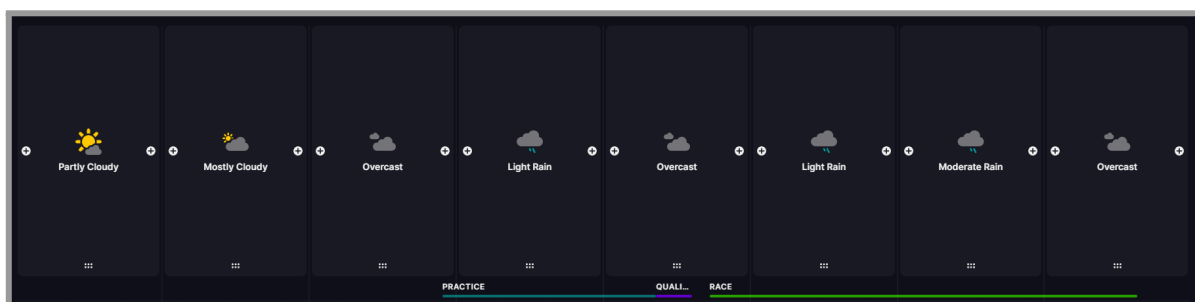 Partly Cloudy
Mostly Cloudy
Overcast
Light Rain
Overcast
Light Rain
Moderate Rain
Overcast
PRACTICE
QUALI...
RACE